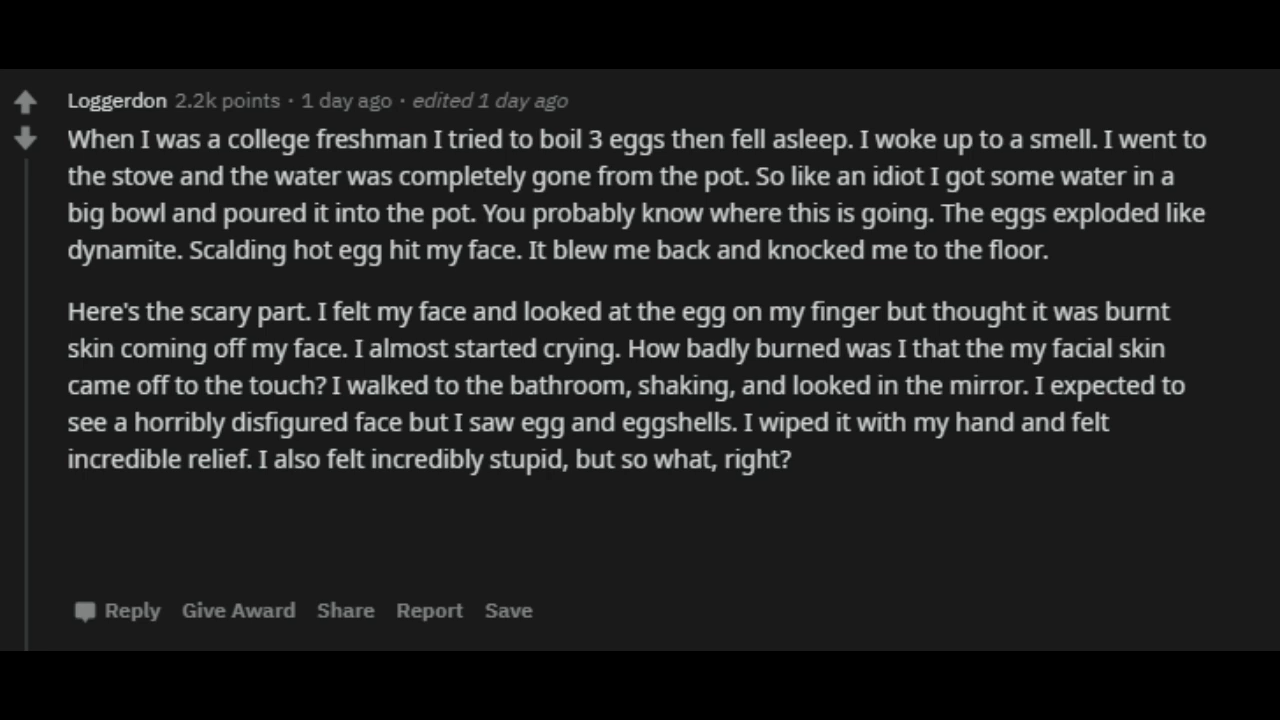 Loggerdon 2.2k points · 1 day ago · edited 1 day ago
When I was a college freshman I tried to boil 3 eggs then fell asleep. I woke up to a smell. I went to
the stove and the water was completely gone from the pot. So like an idiot I got some water in a
big bowl and poured it into the pot. You probably know where this is going. The eggs exploded like
dynamite. Scalding hot egg hit my face. It blew me back and knocked me to the floor.
Here's the scary part. I felt my face and looked at the egg on my finger but thought it was burnt
skin coming off my face. I almost started crying. How badly burned was I that the my facial skin
came off to the touch? I walked to the bathroom, shaking, and looked in the mirror. I expected to
see a horribly disfigured face but I saw egg and eggshells. I wiped it with my hand and felt
incredible relief. I also felt incredibly stupid, but so what, right?
Reply Give Award Share Report Save